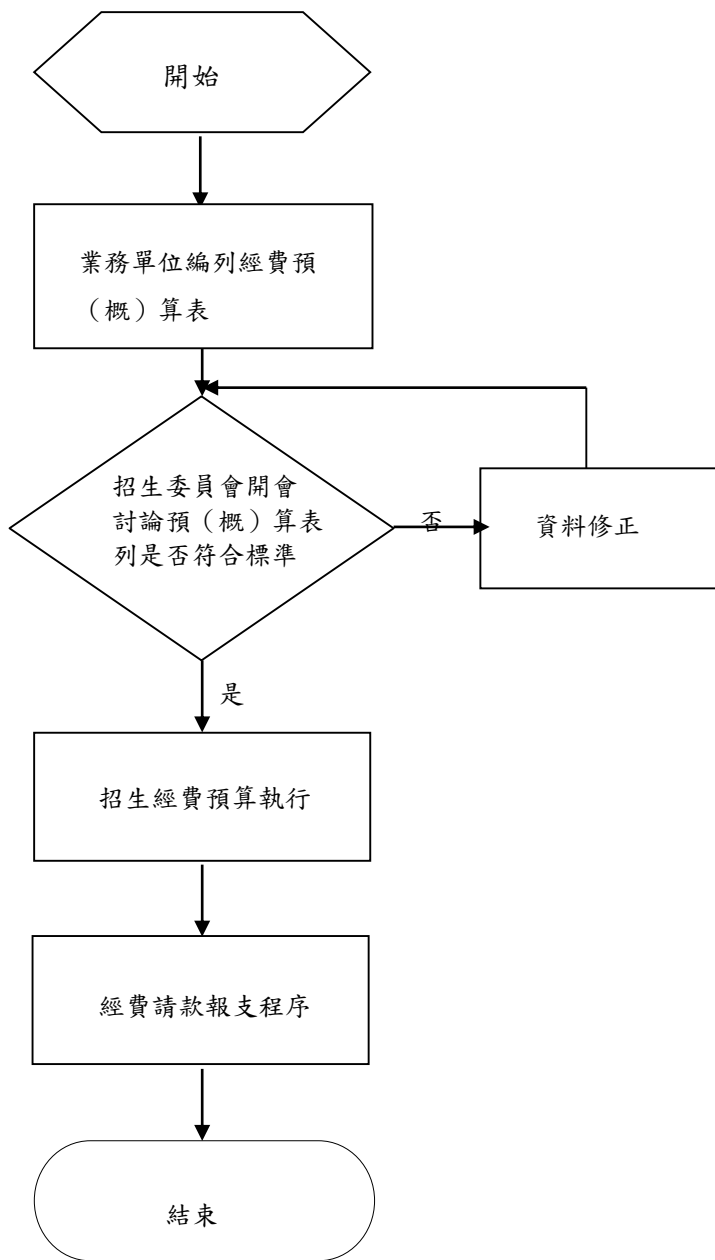 開始
業務單位編列經費預
（概）算表
招生委員會開會
討論預（概）算表
列是否符合標準
否
資料修正
是
招生經費預算執行
經費請款報支程序
結束